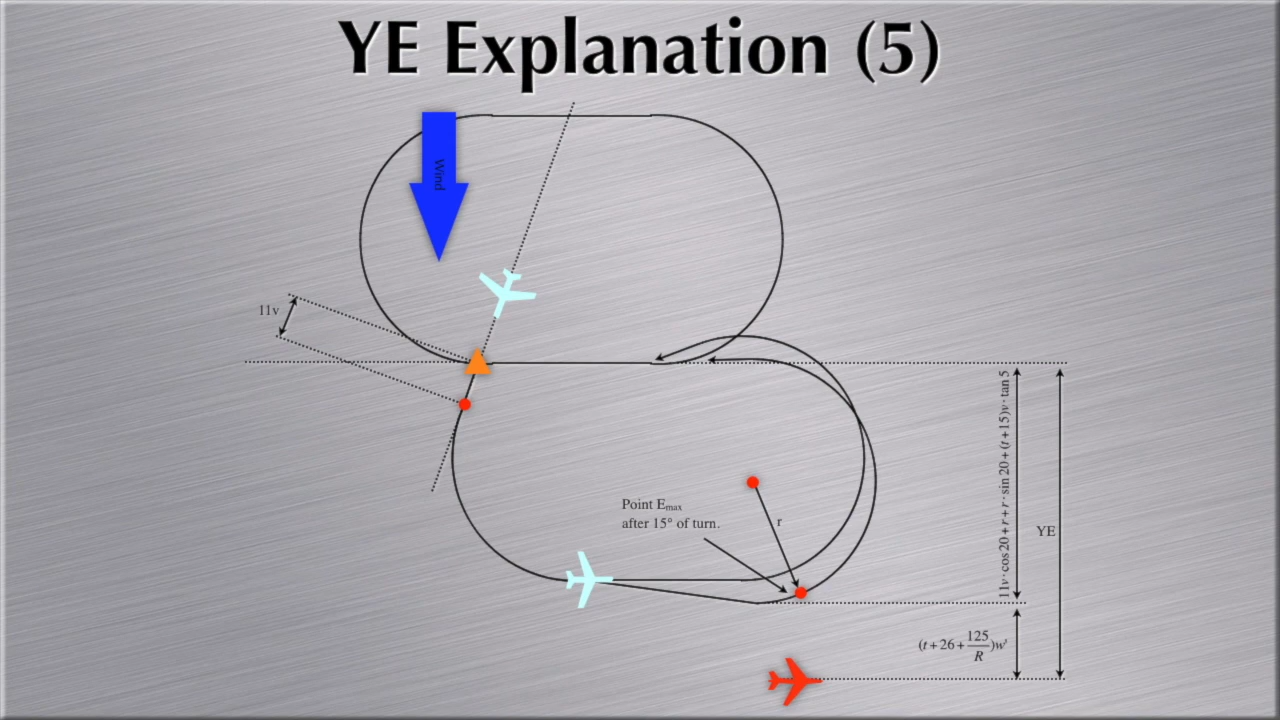 YE Explanation (5)
Wind
11v
Point Emax
after 15° of turn.
r
11v · cos 20 + r + r · sin 20 + (t + 15)v · tan 5
YE
(t + 26 + 125/R)w'